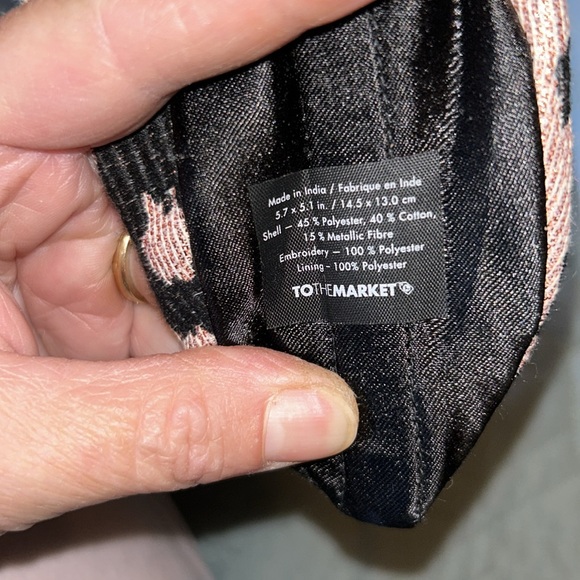 Made in India / Fabrique en Inde
5.7 x 5.1 in. / 14.5 x 13.0 cm
Shell — 45 % Polyester, 40 % Cotton,
15 % Metallic Fibre
Embroidery — 100 % Polyester
Lining - 100% Polyester
TOTHEMARKET